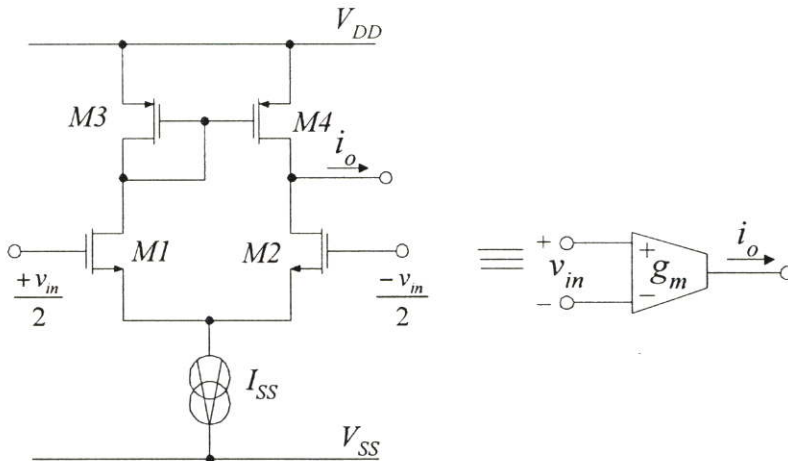 V_DD
M3
M4
i_o
M1
M2
+v_in
2
-v_in
2
I_SS
V_SS
+
v_in
-
+
g_m
-
i_o